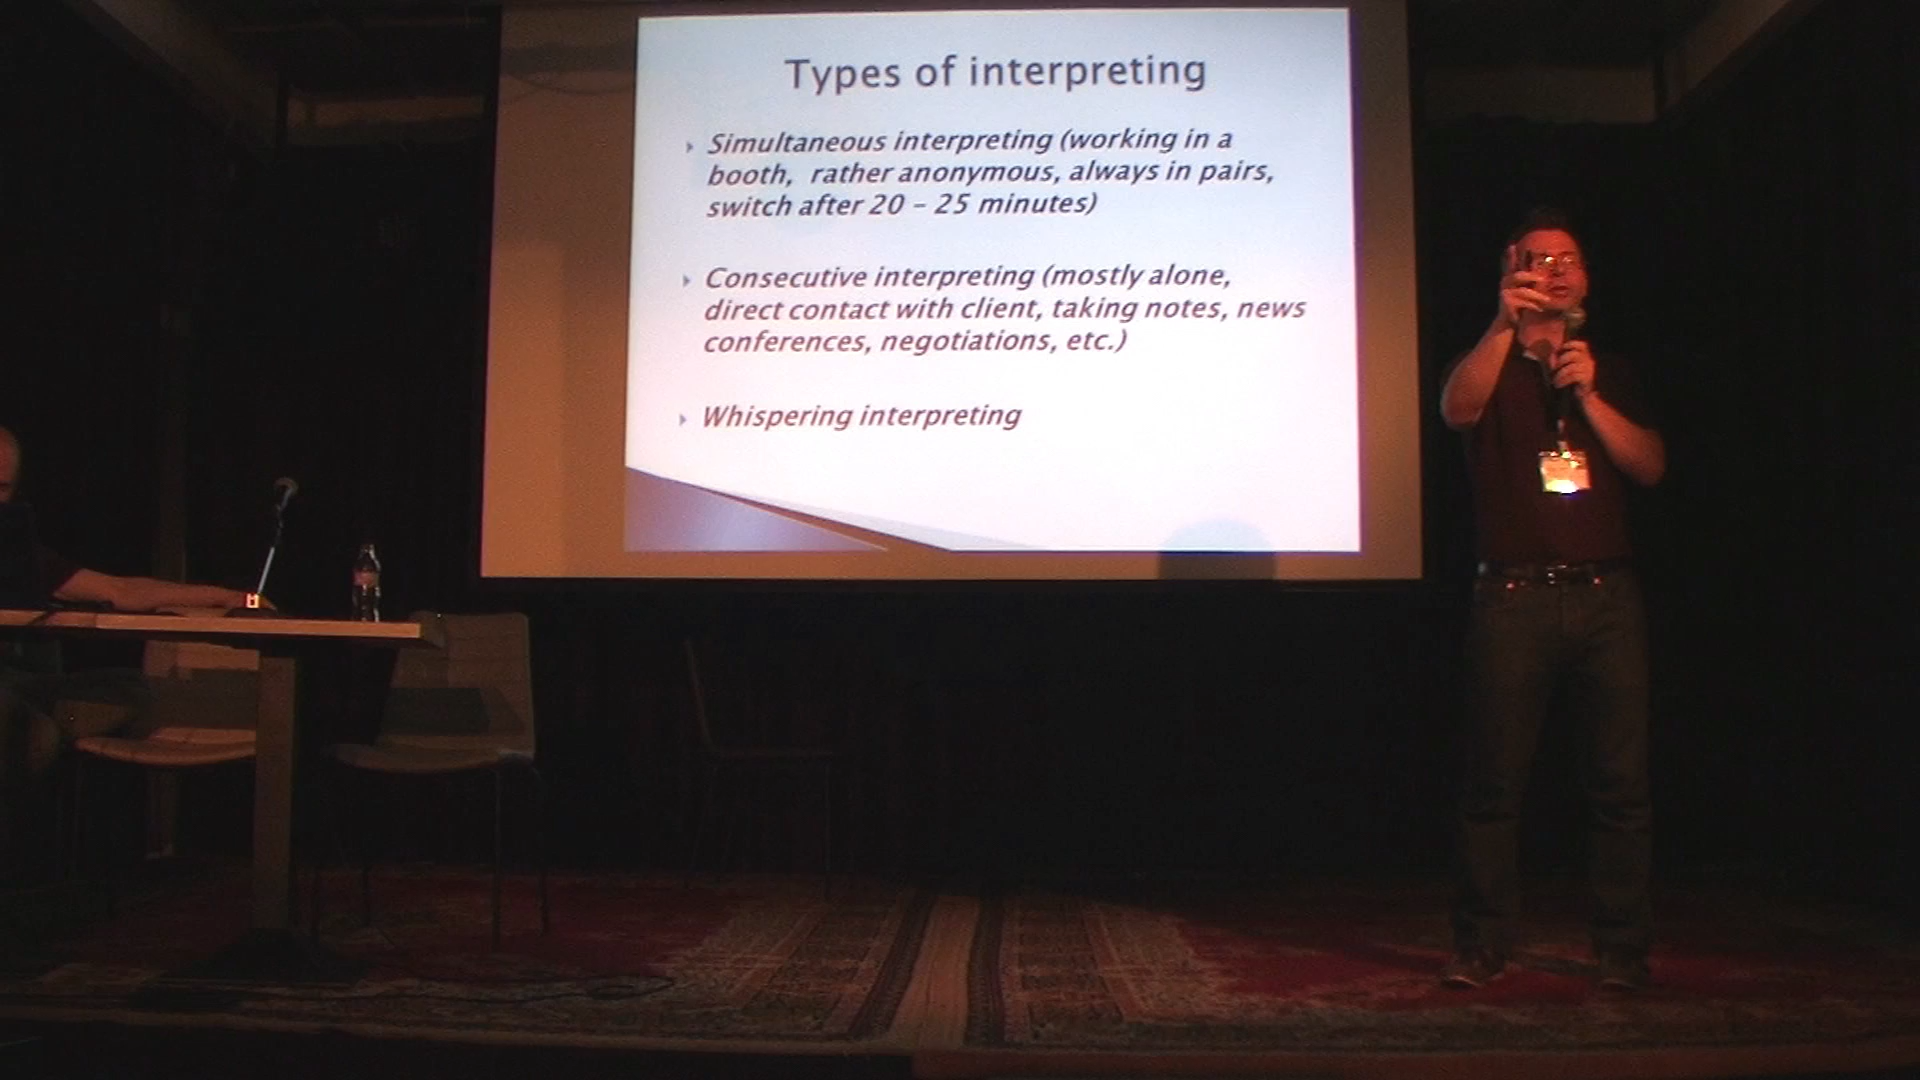 Types of interpreting
Simultaneous interpreting (working in a
booth, rather anonymous, always in pairs,
switch after 20 – 25 minutes)
Consecutive interpreting (mostly alone,
direct contact with client, taking notes, news
conferences, negotiations, etc.)
Whispering interpreting